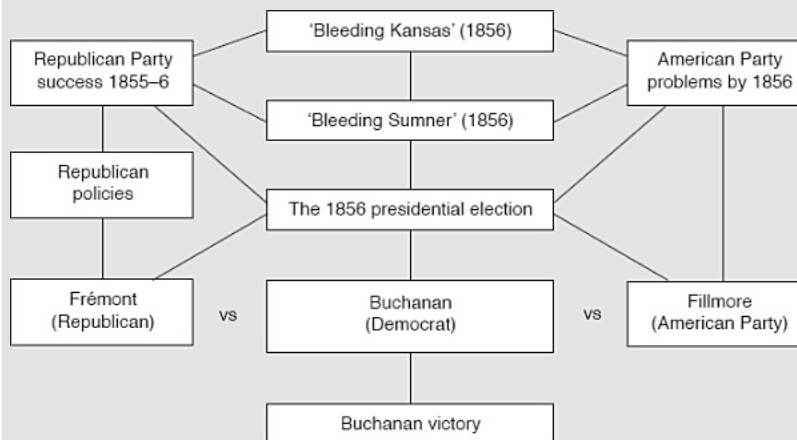 'Bleeding Kansas' (1856)
Republican Party
success 1855–6
American Party
problems by 1856
'Bleeding Sumner' (1856)
Republican
policies
The 1856 presidential election
Frémont
(Republican)
vs
Buchanan
(Democrat)
vs
Fillmore
(American Party)
Buchanan victory